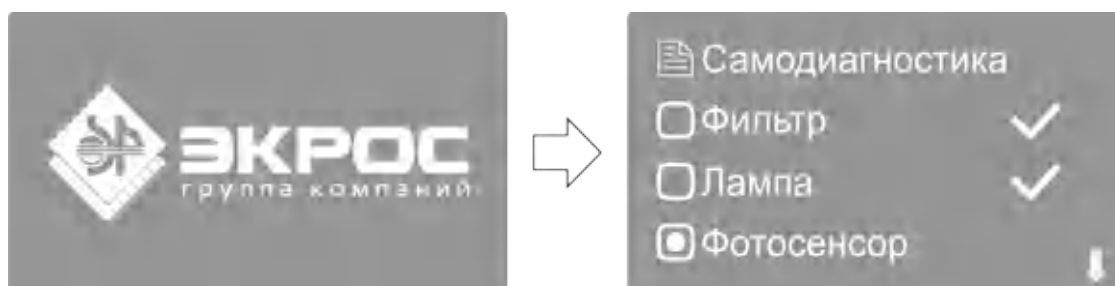 ЭКРОС
группа компаний
Самодиагностика
Фильтр
Лампа
Фотосенсор